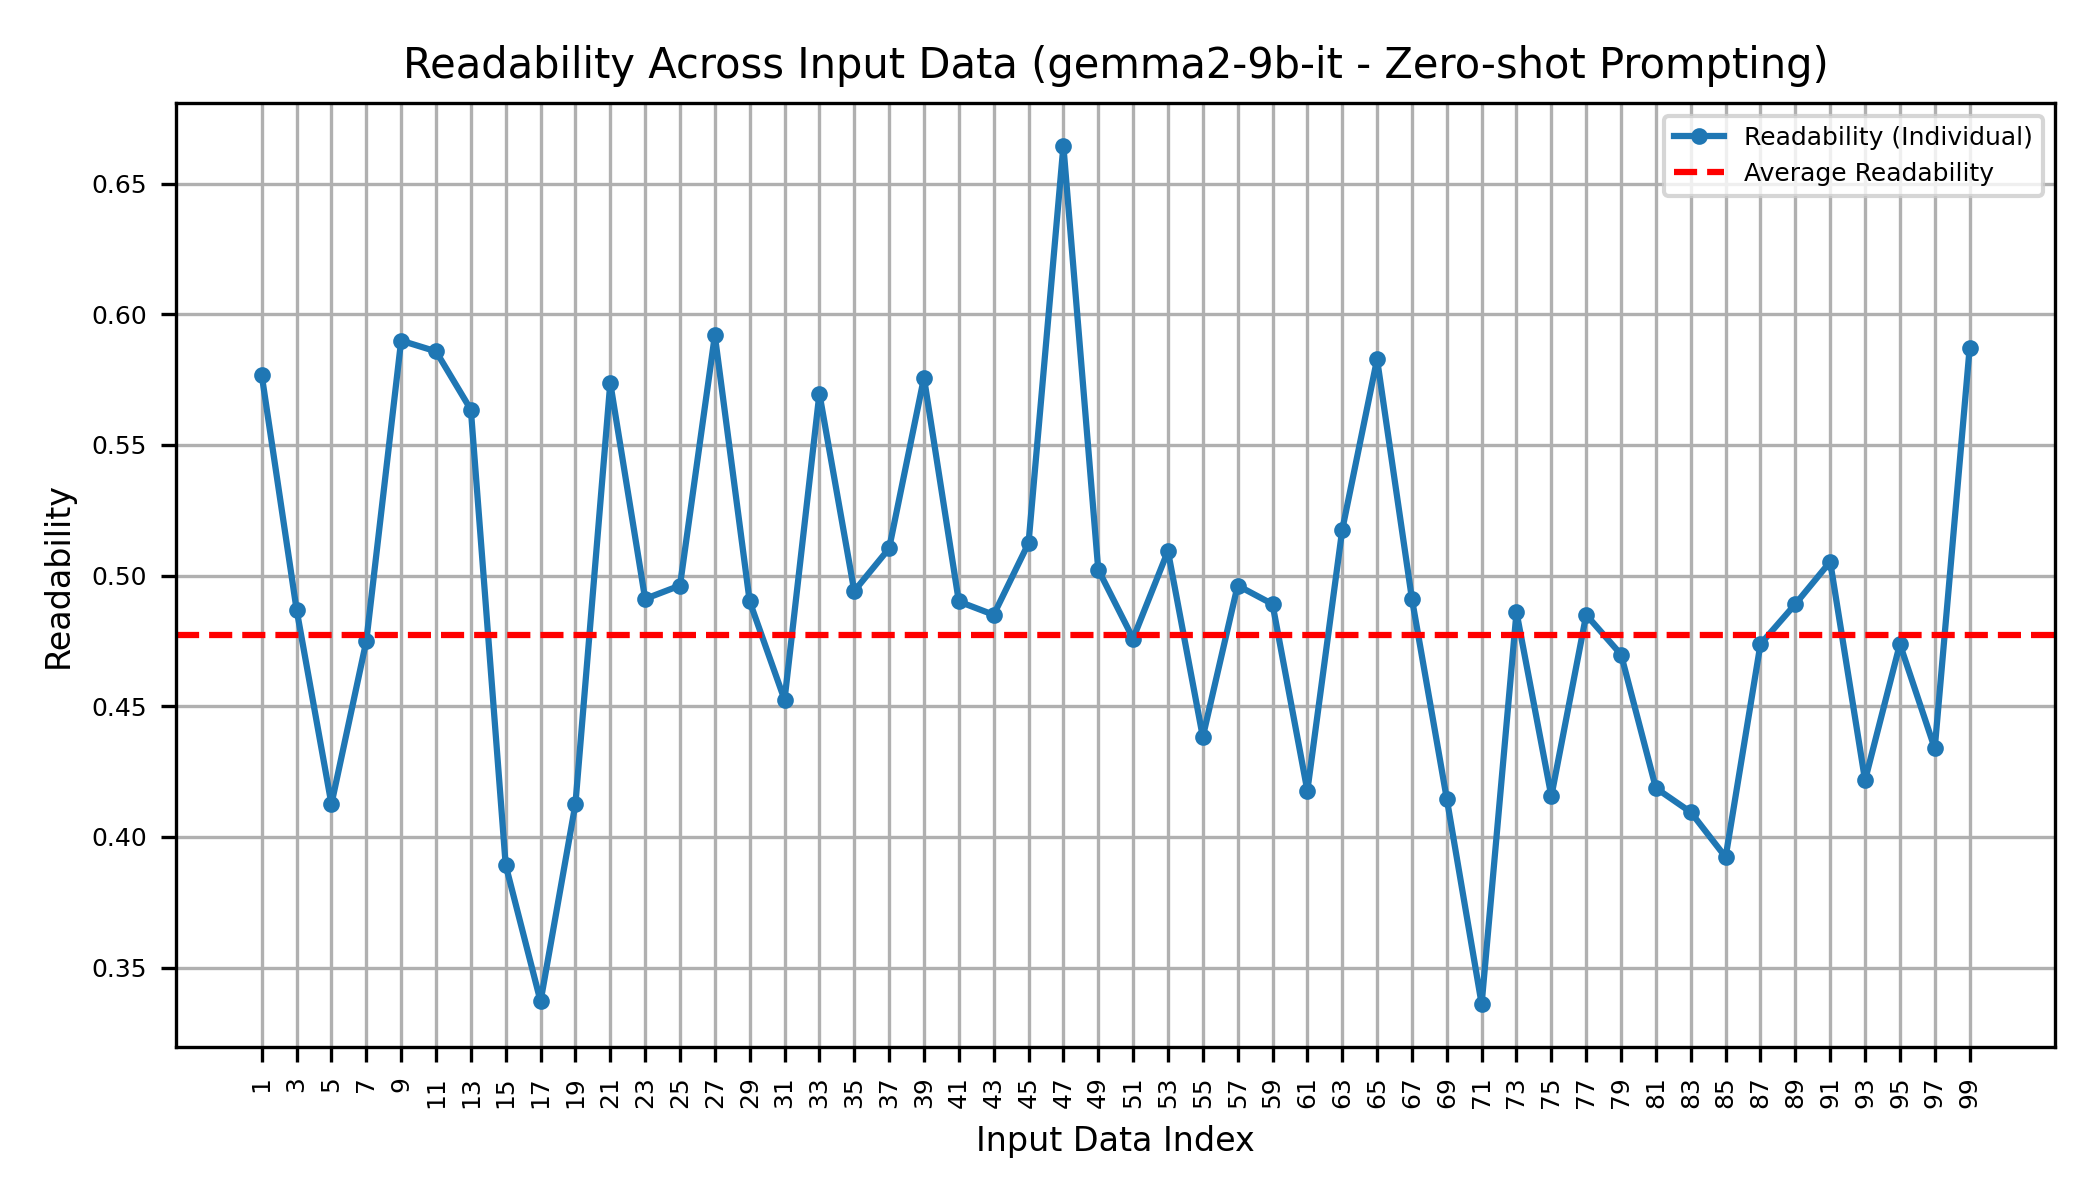 Readability Across Input Data (gemma2-9b-it - Zero-shot Prompting)
Readability (Individual)
Average Readability
Readability
0.65
0.60
0.55
0.50
0.45
0.40
0.35
1 3 5 7 9 11 13 15 17 19 21 23 25 27 29 31 33 35 37 39 41 43 45 47 49 51 53 55 57 59 61 63 65 67 69 71 73 75 77 79 81 83 85 87 89 91 93 95 97 99
Input Data Index